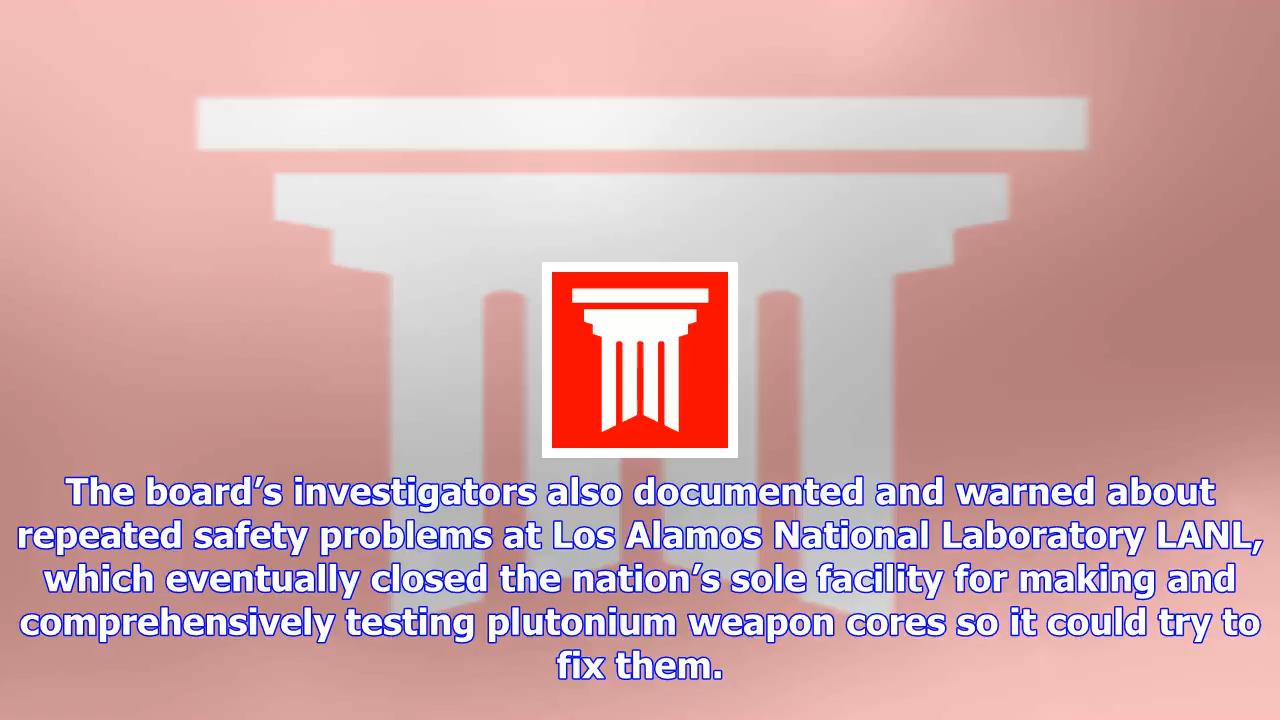 The board’s investigators also documented and warned about
repeated safety problems at Los Alamos National Laboratory LANL,
which eventually closed the nation’s sole facility for making and
comprehensively testing plutonium weapon cores so it could try to
fix them.